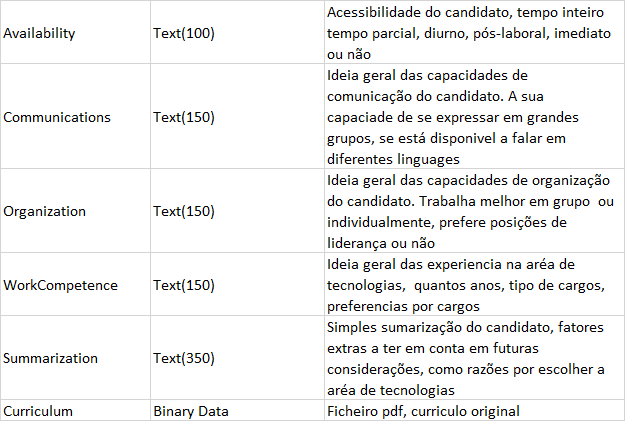 Availability
Text(100)
Acessibilidade do candidato, tempo inteiro
tempo parcial, diurno, pós-laboral, imediato
ou não
Communications
Text(150)
Ideia geral das capacidades de
comunicação do candidato. A sua
capaciade de se expressar em grandes
grupos, se está disponivel a falar em
diferentes linguages
Organization
Text(150)
Ideia geral das capacidades de organização
do candidato. Trabalha melhor em grupo  ou
individualmente, prefere posições de
liderança ou não
WorkCompetence
Text(150)
Ideia geral das experiencia na aréa de
tecnologias,  quantos anos, tipo de cargos,
preferencias por cargos
Summarization
Text(350)
Simples sumarização do candidato, fatores
extras a ter em conta em futuras
considerações, como razões por escolher a
aréa de tecnologias
Curriculum
Binary Data
Ficheiro pdf, curriculo original